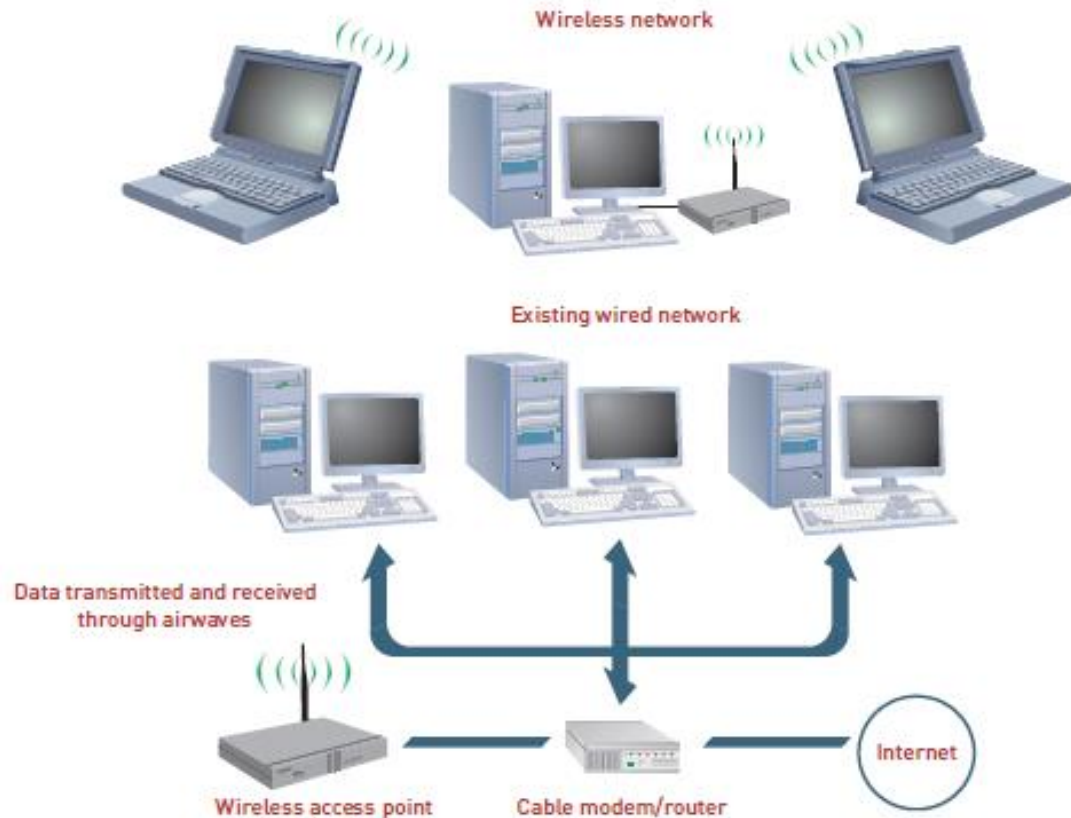 Wireless network
Existing wired network
Data transmitted and received
through airwaves
Internet
Wireless access point
Cable modem/router